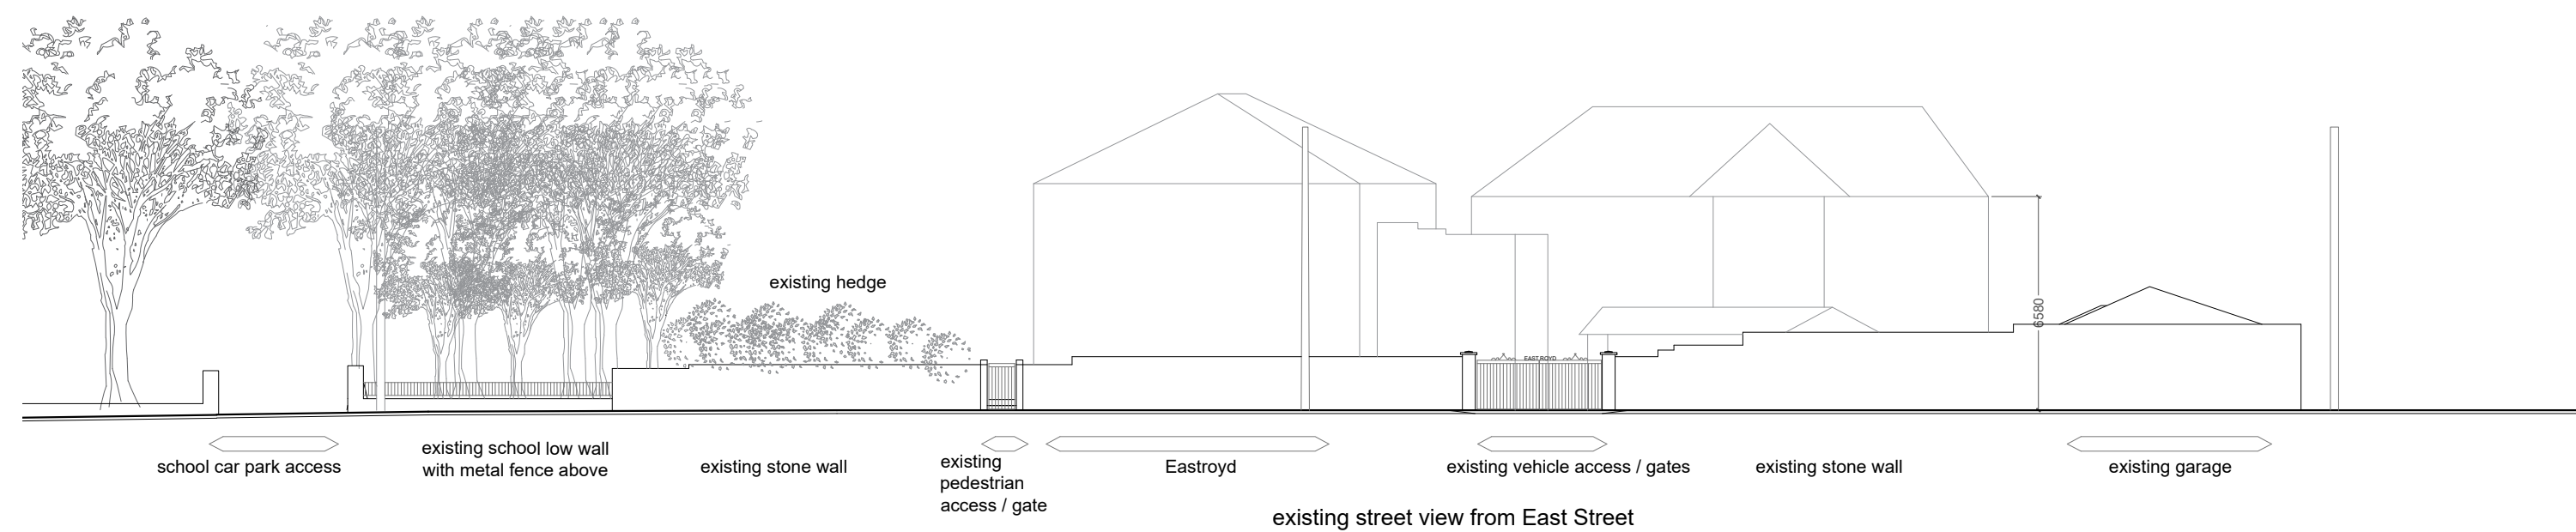 existing hedge
6580
EAST ROYD
school car park access
existing school low wall
with metal fence above
existing stone wall
existing
pedestrian
access / gate
Eastroyd
existing vehicle access / gates
existing stone wall
existing garage
existing street view from East Street